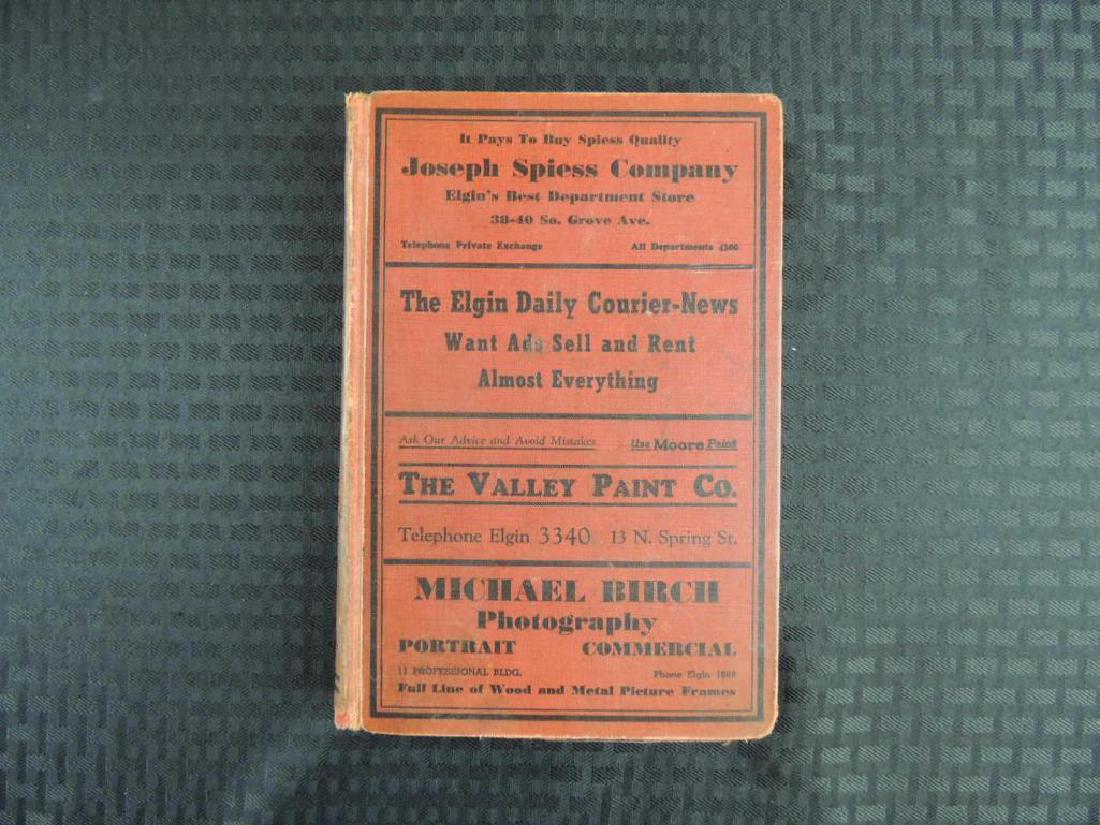 It Pays To Buy Spiess Quality
Joseph Spiess Company
Elgin's Best Department Store
38-40 So. Grove Ave.
Telephone Private Exchange All Departments 4300
The Elgin Daily Courier-News
Want Ads Sell and Rent
Almost Everything
Ask Our Advice and Avoid Mistakes Use Moore Paint
THE VALLEY PAINT CO.
Telephone Elgin 3340 13 N. Spring St.
MICHAEL BIRCH
Photography
PORTRAIT COMMERCIAL
11 PROFESSIONAL BLDG. Phone Elgin
Full Line of Wood and Metal Picture Frames